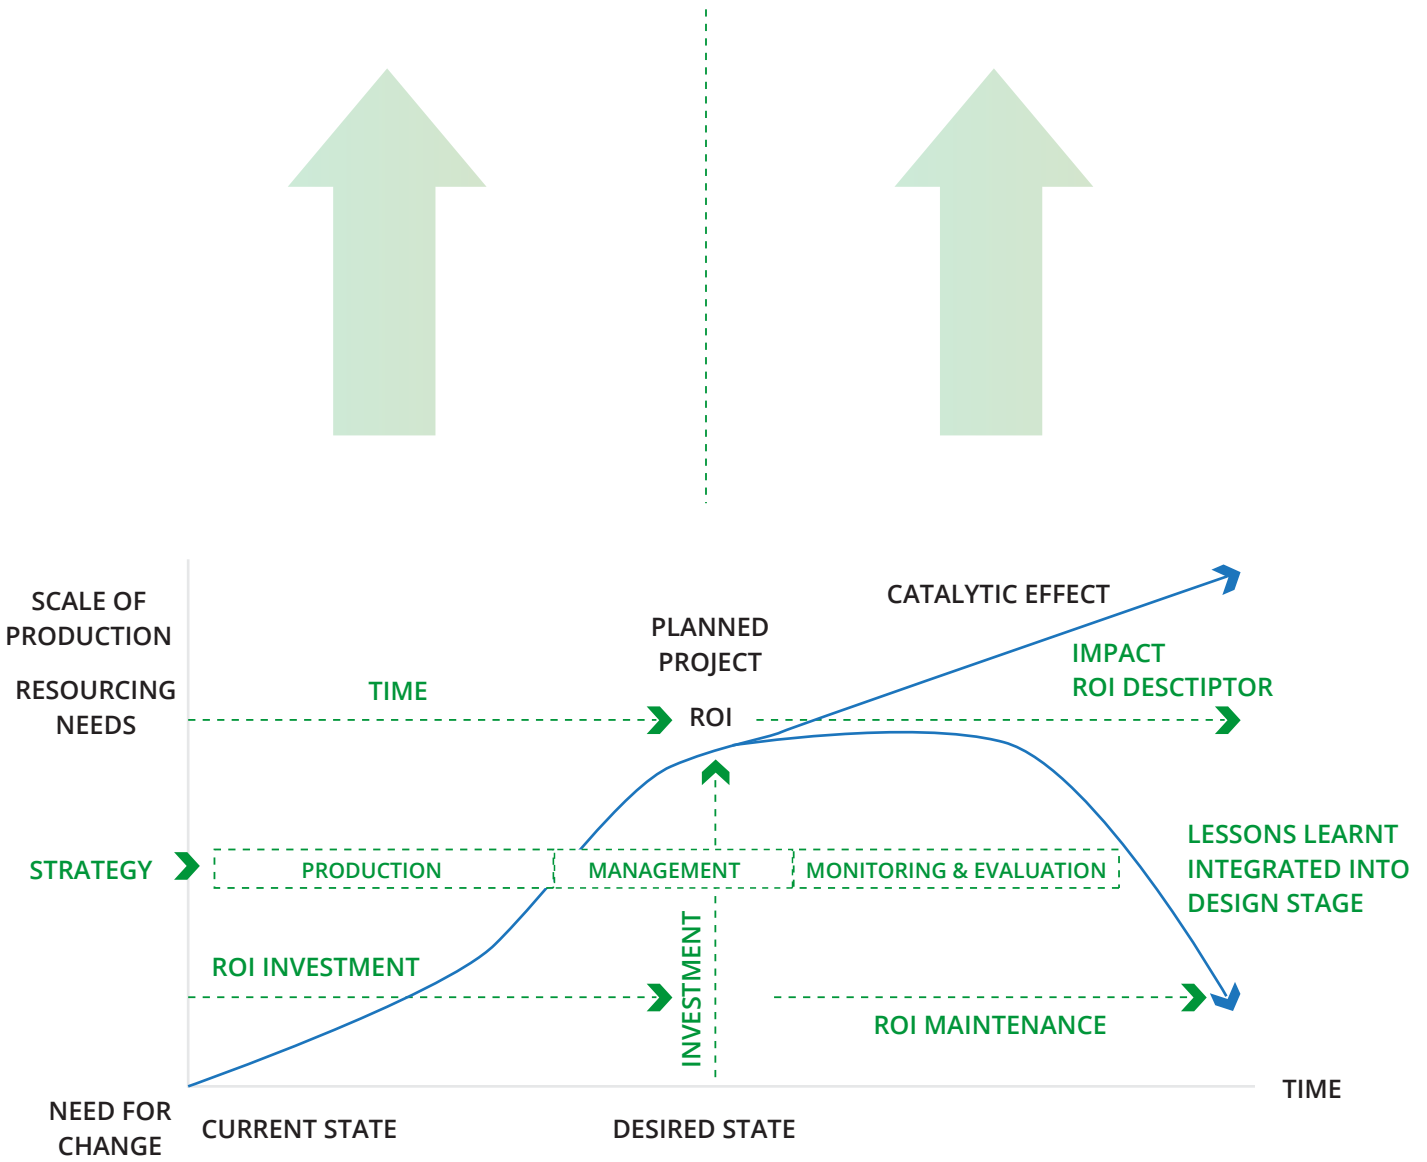 SCALE OF
PRODUCTION
RESOURCING
NEEDS
TIME
PLANNED
PROJECT
ROI
CATALYTIC EFFECT
IMPACT
ROI DESCTIPTOR
STRATEGY
PRODUCTION
MANAGEMENT
MONITORING & EVALUATION
LESSONS LEARNT
INTEGRATED INTO
DESIGN STAGE
ROI INVESTMENT
INVESTMENT
ROI MAINTENANCE
TIME
NEED FOR
CHANGE
CURRENT STATE
DESIRED STATE